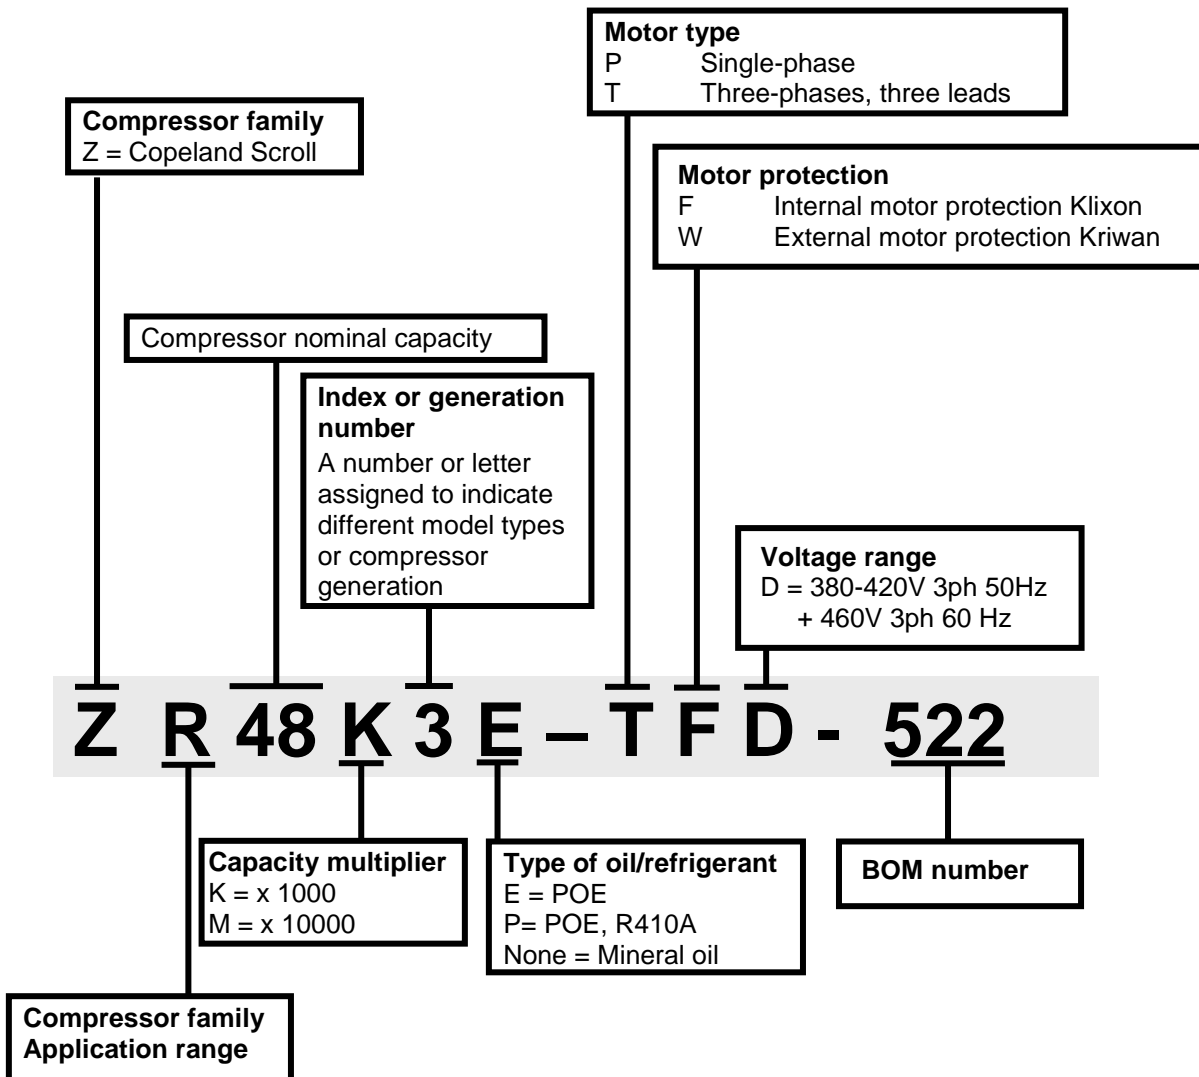 Motor type
P Single-phase
T Three-phases, three leads
Compressor family
Z = Copeland Scroll
Motor protection
F Internal motor protection Klixon
W External motor protection Kriwan
Compressor nominal capacity
Index or generation
number
A number or letter
assigned to indicate
different model types
or compressor
generation
Voltage range
D = 380-420V 3ph 50Hz
+ 460V 3ph 60 Hz
Z R 48 K 3 E – T F D - 522
Capacity multiplier
K = x 1000
M = x 10000
Type of oil/refrigerant
E = POE
P= POE, R410A
None = Mineral oil
BOM number
Compressor family
Application range